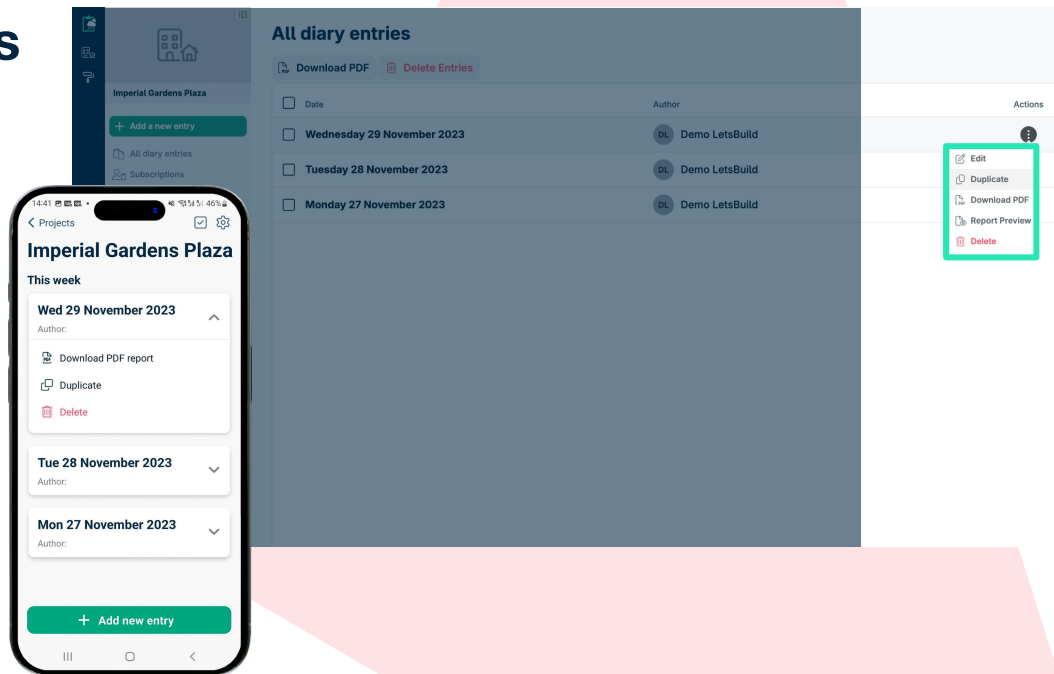 s
All diary entries
Download PDF Delete Entries
Imperial Gardens Plaza
Date Author Actions
+ Add a new entry
Wednesday 29 November 2023 DL Demo LetsBuild
All diary entries
Tuesday 28 November 2023 DL Demo LetsBuild
Subscriptions
Monday 27 November 2023 DL Demo LetsBuild
Edit
Duplicate
Download PDF
Report Preview
Delete
14:41 46%
Projects
Imperial Gardens Plaza
This week
Wed 29 November 2023
Author:
Download PDF report
Duplicate
Delete
Tue 28 November 2023
Author:
Mon 27 November 2023
Author:
+ Add new entry